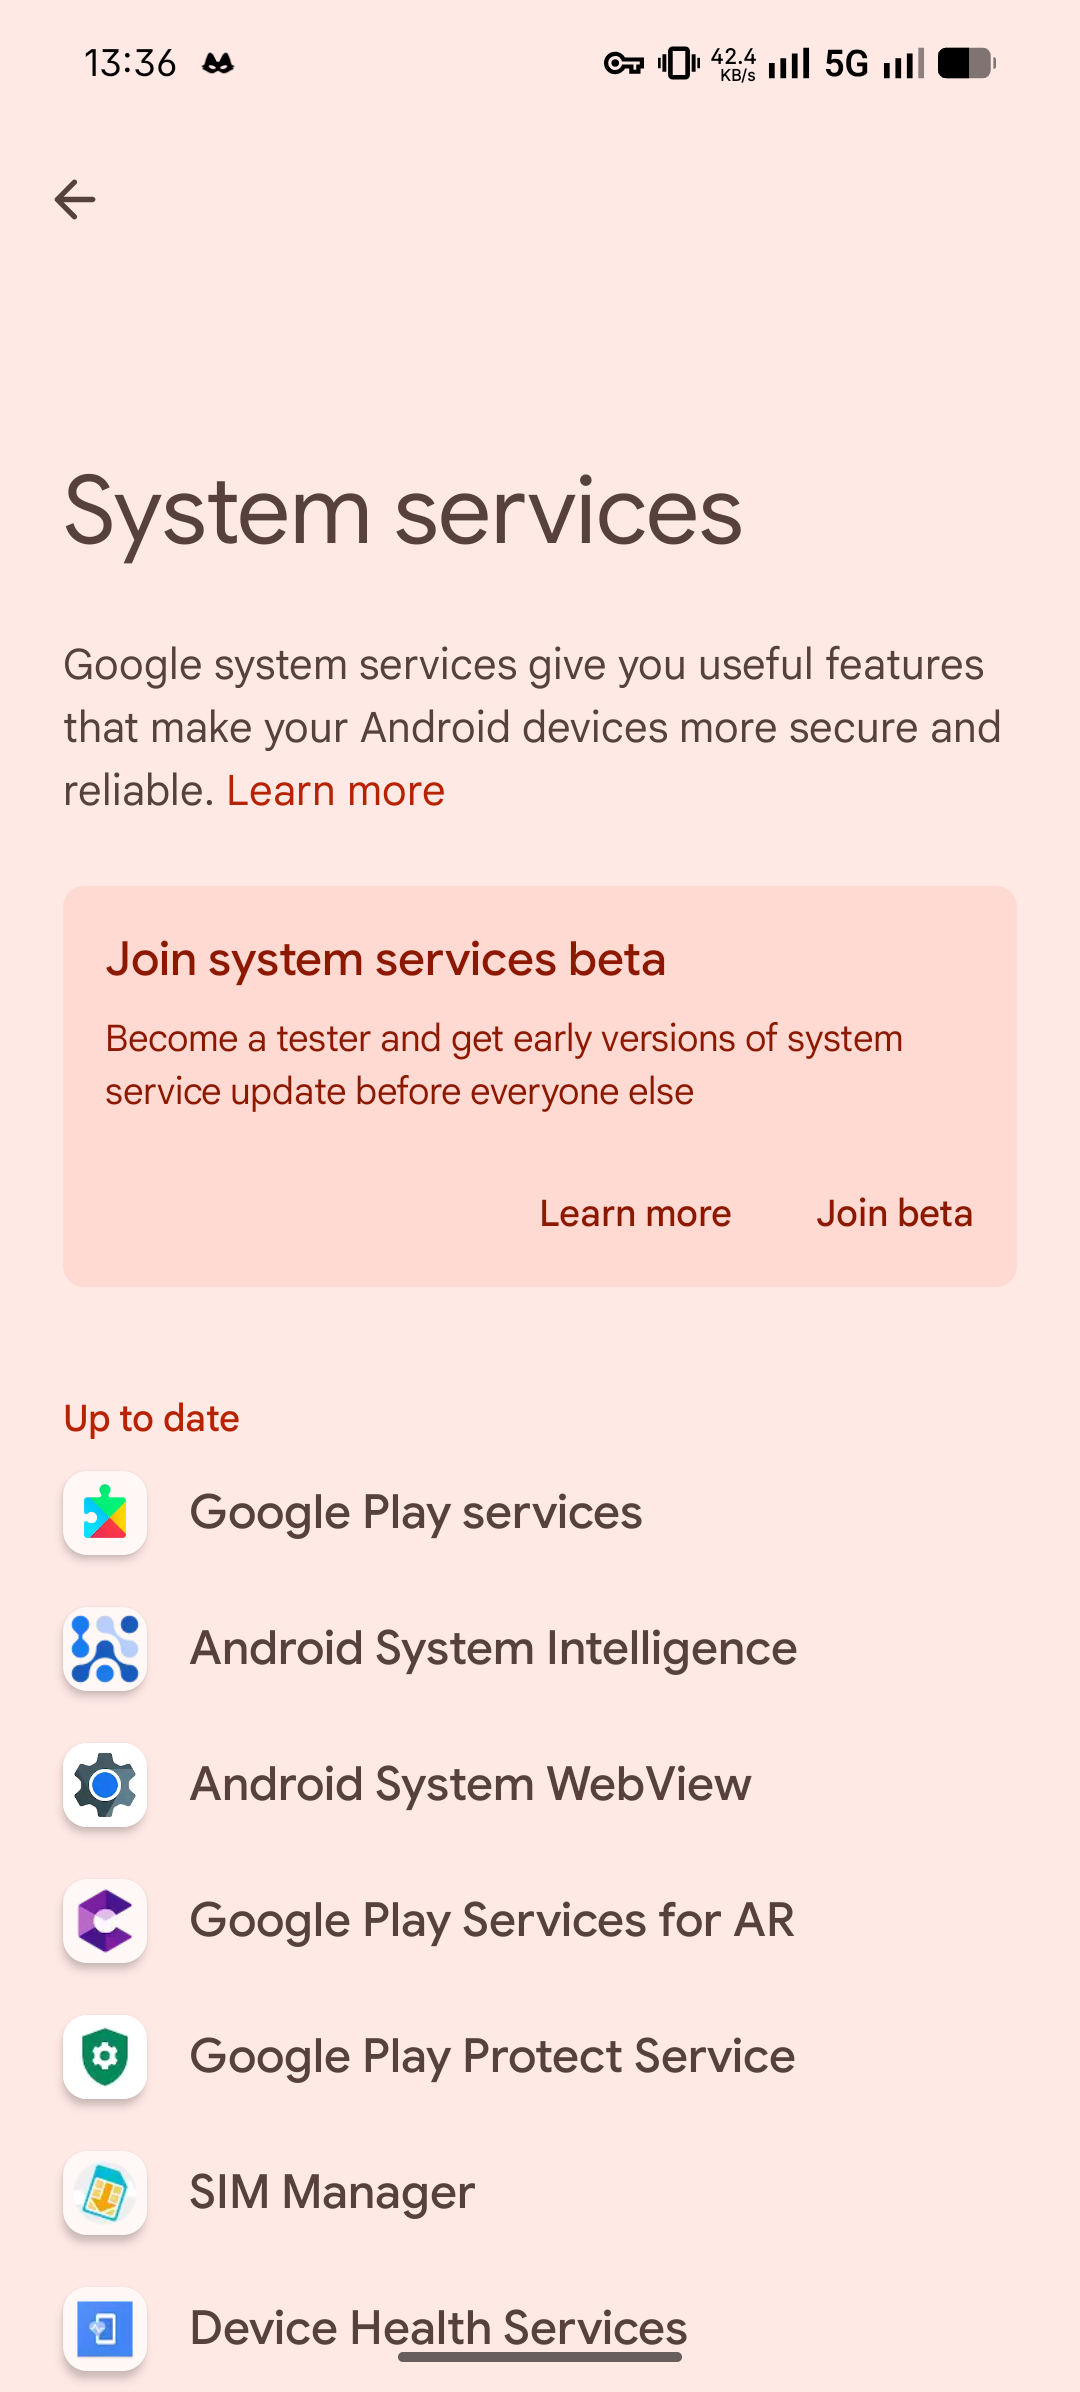 13:36
42.4
KB/s
5G
System services
Google system services give you useful features
that make your Android devices more secure and
reliable. Learn more
Join system services beta
Become a tester and get early versions of system
service update before everyone else
Learn more
Join beta
Up to date
Google Play services
Android System Intelligence
Android System WebView
Google Play Services for AR
Google Play Protect Service
SIM Manager
Device Health Services